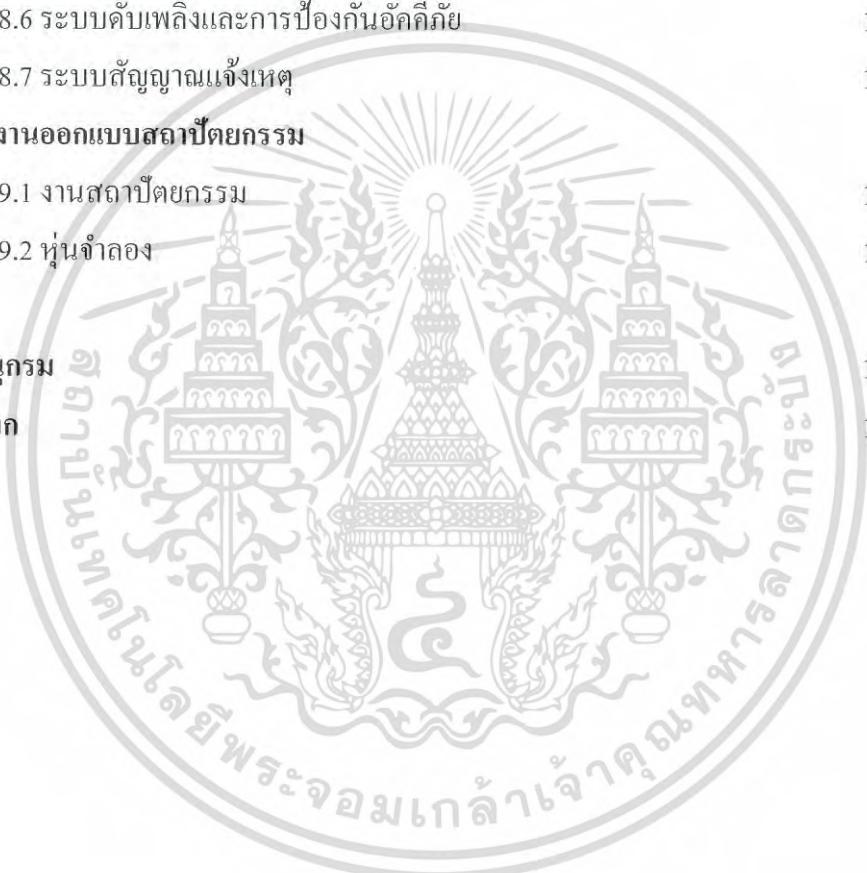 8.6 ระบบดับเพลิงและการป้องกันอัคคีภัย
8.7 ระบบสัญญาณแจ้งเหตุ
งานออกแบบสถาปัตยกรรม
9.1 งานสถาปัตยกรรม
9.2 หุ่นจำลอง
นุกรม
วก
สถาบันเทคโนโลยีพระจอมเกล้าเจ้าคุณทหารลาดกระบัง
๔